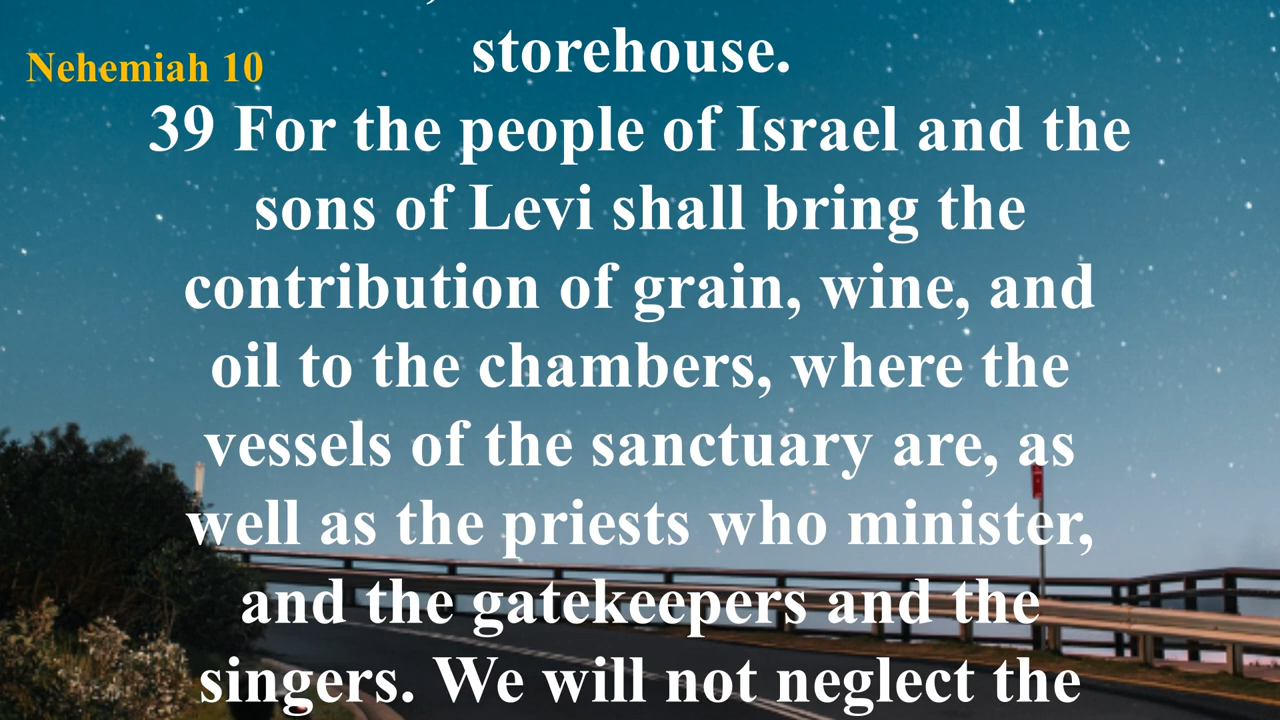 storehouse.
Nehemiah 10
39 For the people of Israel and the
sons of Levi shall bring the
contribution of grain, wine, and
oil to the chambers, where the
vessels of the sanctuary are, as
well as the priests who minister,
and the gatekeepers and the
singers. We will not neglect the